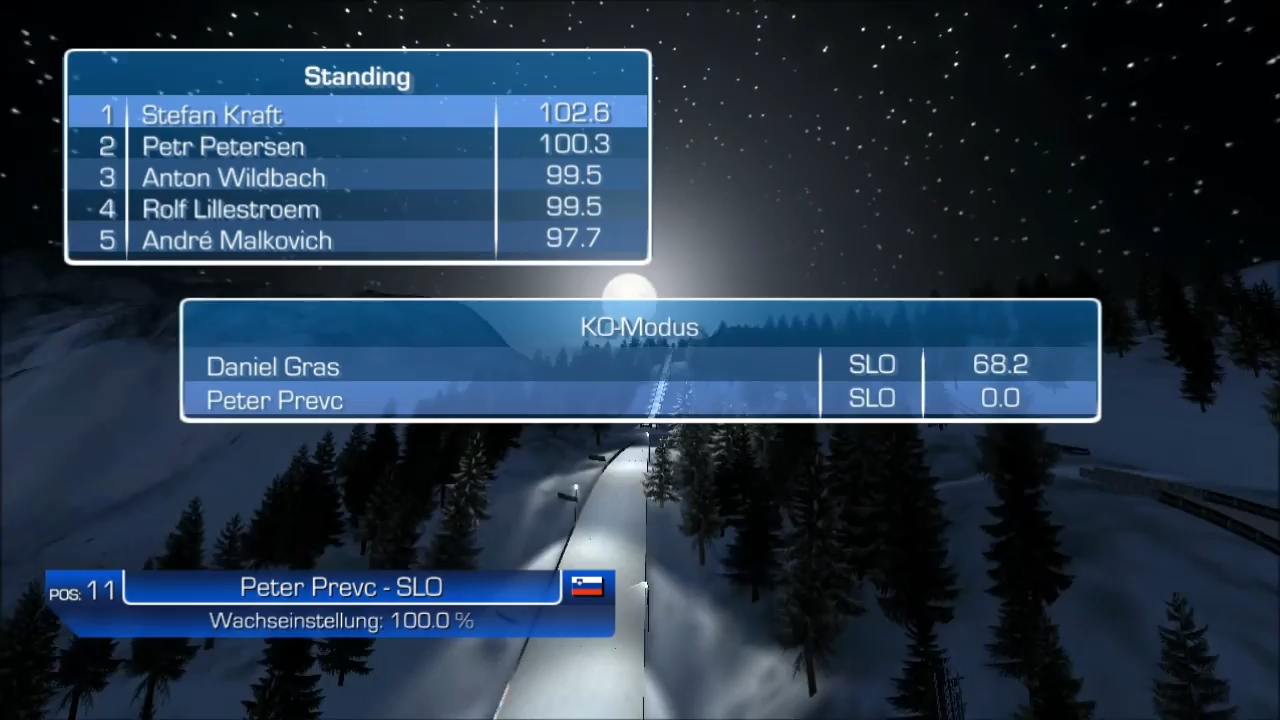 Standing
1 Stefan Kraft 102.6
2 Petr Petersen 100.3
3 Anton Wildbach 99.5
4 Rolf Lillestroem 99.5
5 André Malkovich 97.7
KO-Modus
Daniel Gras SLO 68.2
Peter Prevc SLO 0.0
POS: 11 Peter Prevc - SLO
Wachseinstellung: 100.0 %